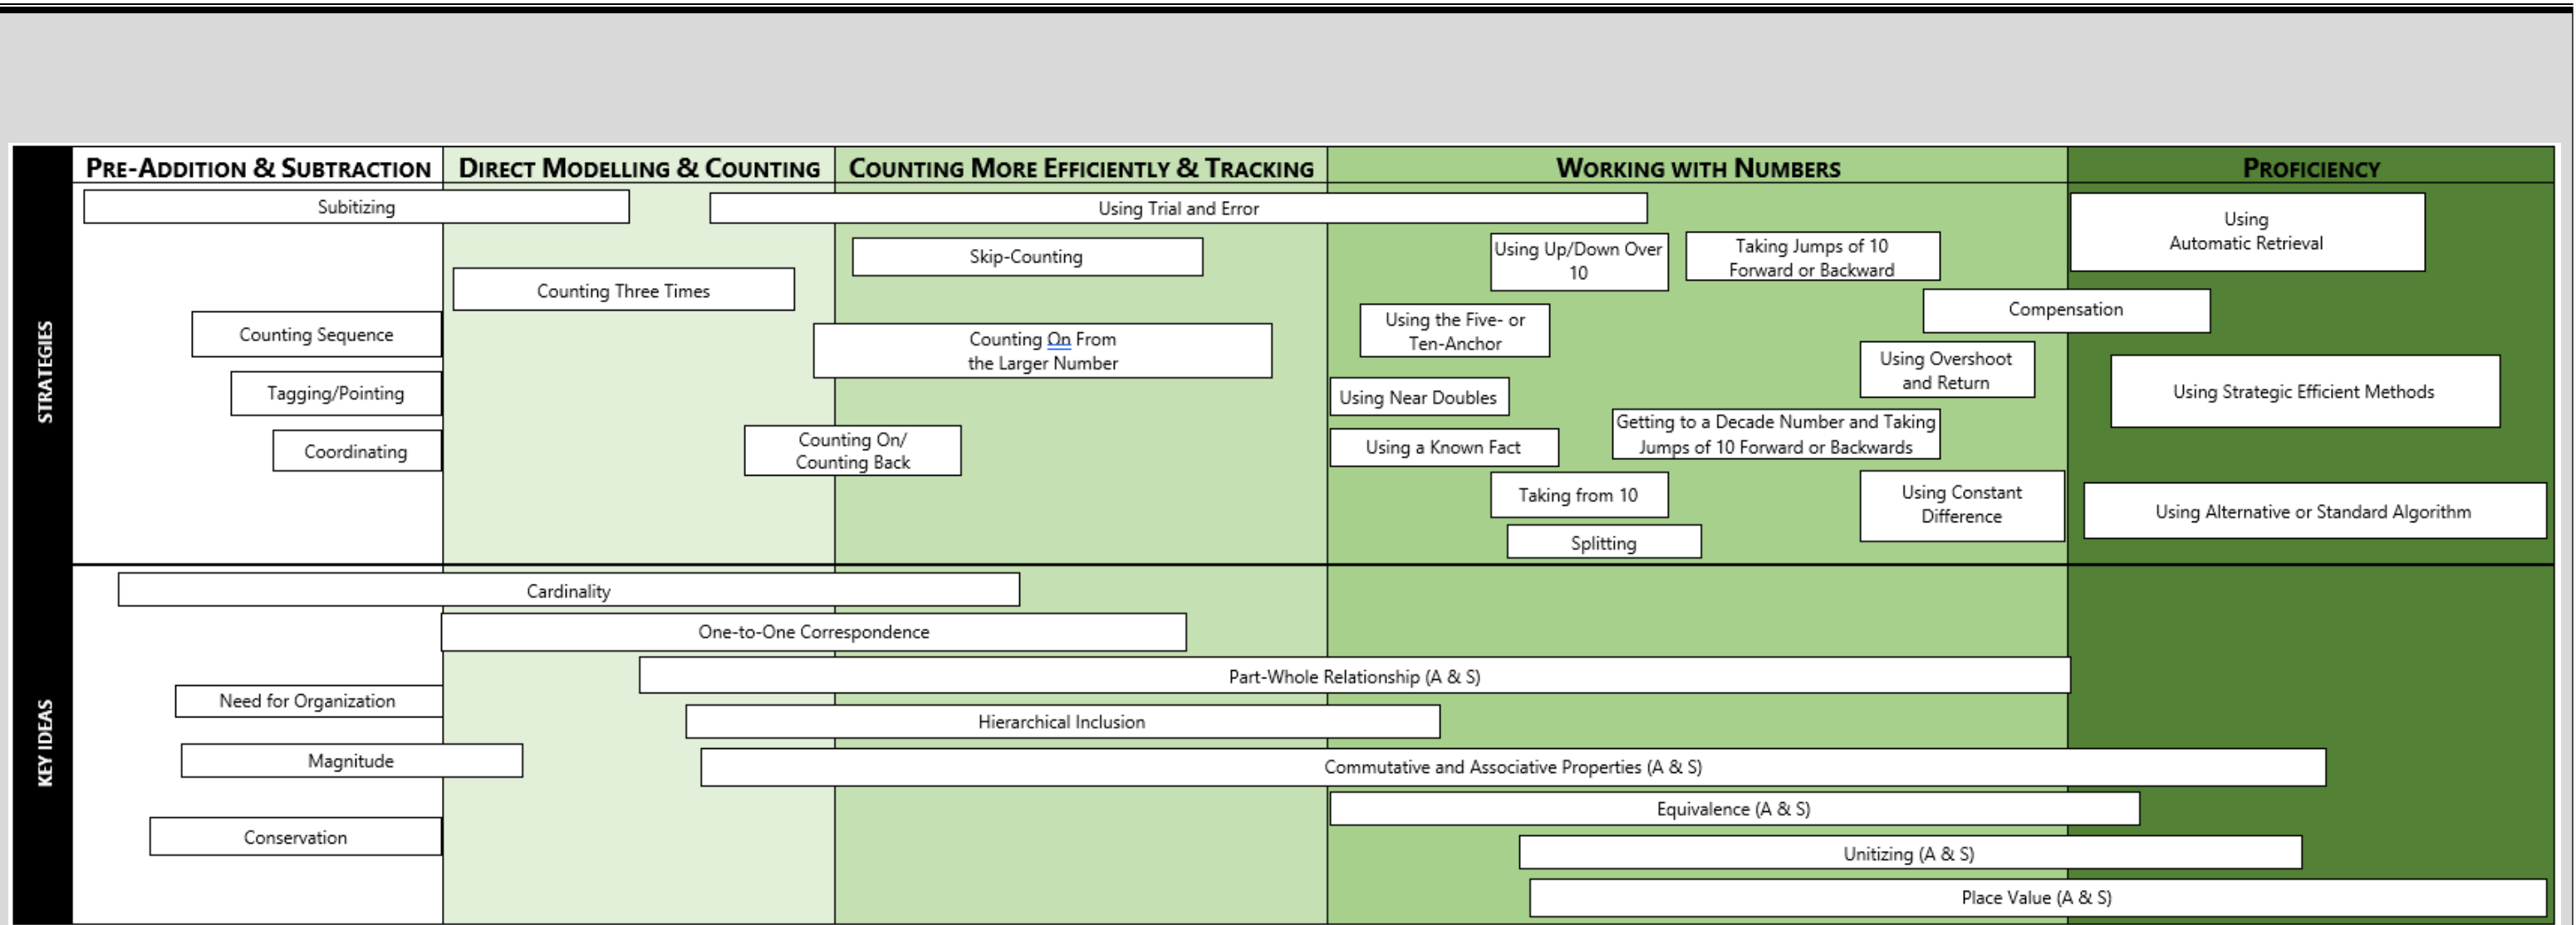 PRE-ADDITION & SUBTRACTION
DIRECT MODELLING & COUNTING
COUNTING MORE EFFICIENTLY & TRACKING
WORKING WITH NUMBERS
PROFICIENCY
STRATEGIES
Subitizing
Using Trial and Error
Using
Automatic Retrieval
Skip-Counting
Using Up/Down Over
10
Taking Jumps of 10
Forward or Backward
Counting Three Times
Compensation
Counting Sequence
Counting On From
the Larger Number
Using the Five- or
Ten-Anchor
Using Overshoot
and Return
Tagging/Pointing
Using Near Doubles
Using Strategic Efficient Methods
Coordinating
Counting On/
Counting Back
Using a Known Fact
Getting to a Decade Number and Taking
Jumps of 10 Forward or Backwards
Taking from 10
Using Constant
Difference
Using Alternative or Standard Algorithm
Splitting
KEY IDEAS
Cardinality
One-to-One Correspondence
Part-Whole Relationship (A & S)
Need for Organization
Hierarchical Inclusion
Magnitude
Commutative and Associative Properties (A & S)
Equivalence (A & S)
Conservation
Unitizing (A & S)
Place Value (A & S)